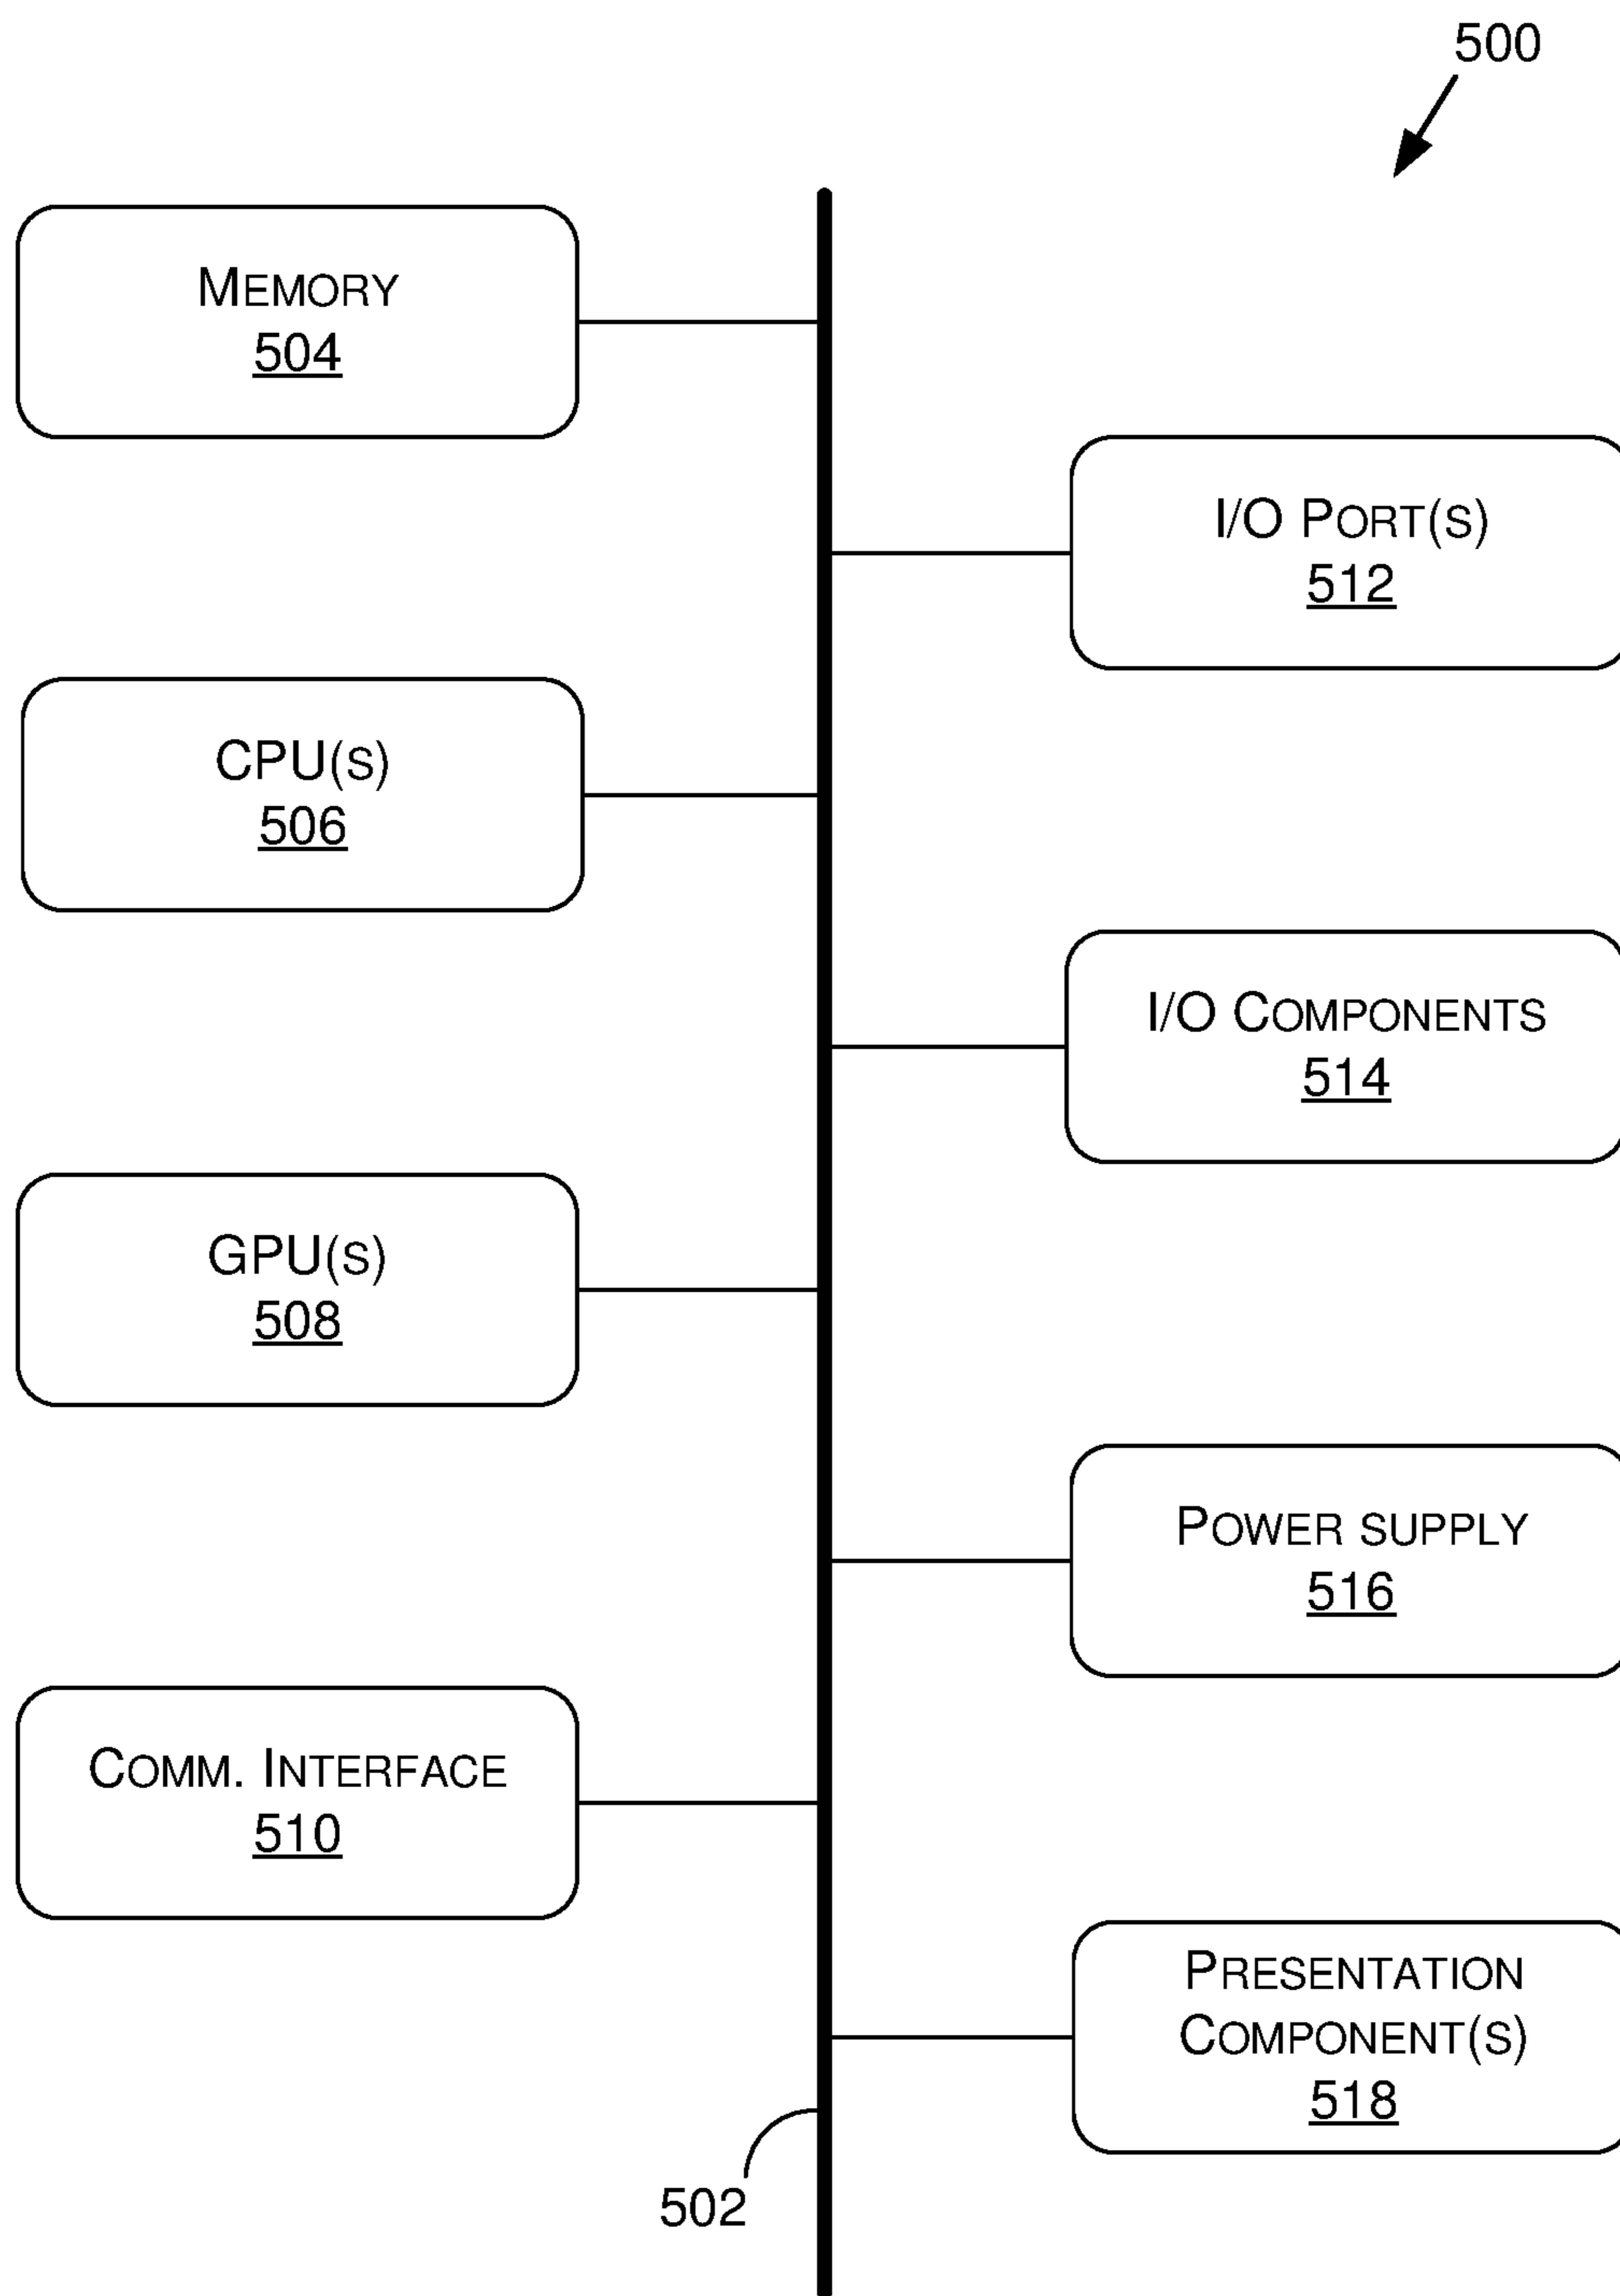 500
MEMORY
504
I/O PORT(S)
512
CPU(S)
506
I/O COMPONENTS
514
GPU(S)
508
POWER SUPPLY
516
COMM. INTERFACE
510
PRESENTATION
COMPONENT(S)
518
502